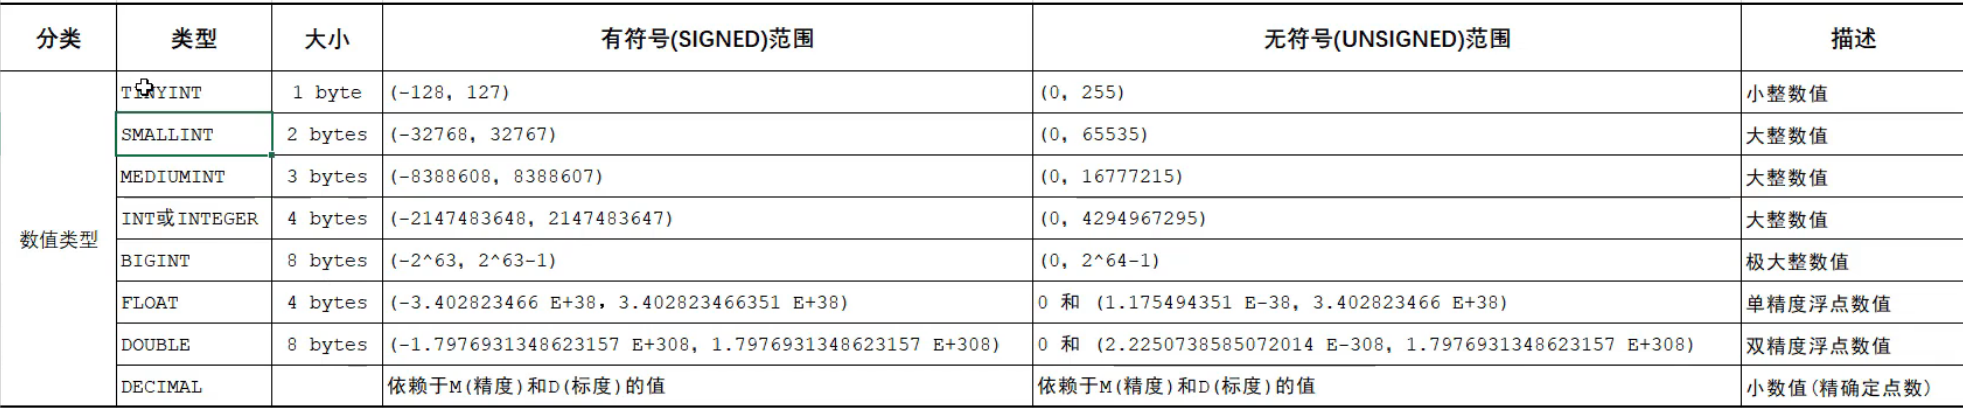 分类 类型 大小 有符号(SIGNED)范围 无符号(UNSIGNED)范围 描述
TINYINT 1 byte (-128, 127) (0, 255) 小整数值
SMALLINT 2 bytes (-32768, 32767) (0, 65535) 大整数值
MEDIUMINT 3 bytes (-8388608, 8388607) (0, 16777215) 大整数值
INT或INTEGER 4 bytes (-2147483648, 2147483647) (0, 4294967295) 大整数值
数值类型
BIGINT 8 bytes (-2^63, 2^63-1) (0, 2^64-1) 极大整数值
FLOAT 4 bytes (-3.402823466 E+38, 3.402823466351 E+38) 0 和 (1.175494351 E-38, 3.402823466 E+38) 单精度浮点数值
DOUBLE 8 bytes (-1.7976931348623157 E+308, 1.7976931348623157 E+308) 0 和 (2.2250738585072014 E-308, 1.7976931348623157 E+308) 双精度浮点数值
DECIMAL 依赖于M(精度)和D(标度)的值 依赖于M(精度)和D(标度)的值 小数值(精确定点数)